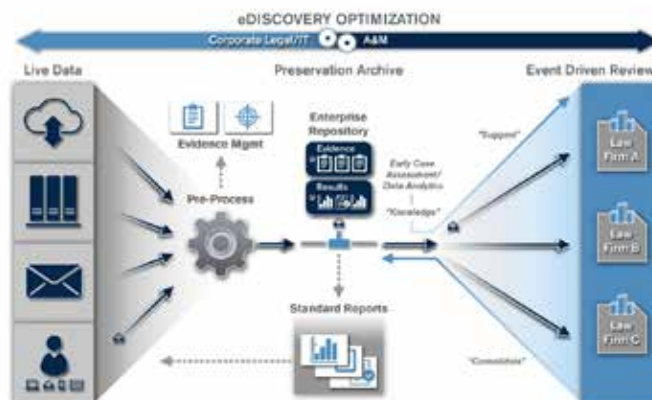 eDISCOVERY OPTIMIZATION
Corporate Legal/IT
A&M
Live Data
Preservation Archive
Event Driven Review
Evidence Mgmt
Enterprise
Repository
Evidence
Results
Pre-Process
Early Case
Assessment/
Data Analytics
"Knowledge"
"Support"
Law
Firm A
Law
Firm B
Law
Firm C
Standard Reports
"Consolidate"